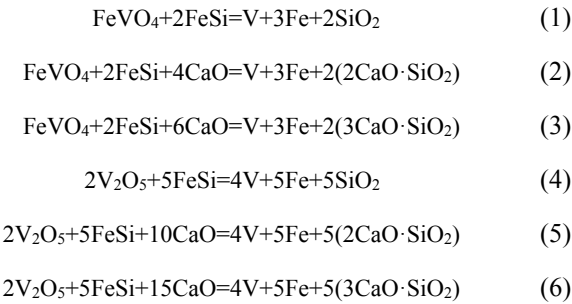 FeVO₄+2FeSi=V+3Fe+2SiO₂ (1)
FeVO₄+2FeSi+4CaO=V+3Fe+2(2CaO·SiO₂) (2)
FeVO₄+2FeSi+6CaO=V+3Fe+2(3CaO·SiO₂) (3)
2V₂O₅+5FeSi=4V+5Fe+5SiO₂ (4)
2V₂O₅+5FeSi+10CaO=4V+5Fe+5(2CaO·SiO₂) (5)
2V₂O₅+5FeSi+15CaO=4V+5Fe+5(3CaO·SiO₂) (6)